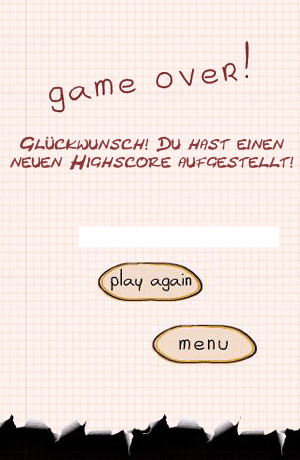 game over!
Glückwunsch! Du hast einen
neuen Highscore aufgestellt!
play again
menu